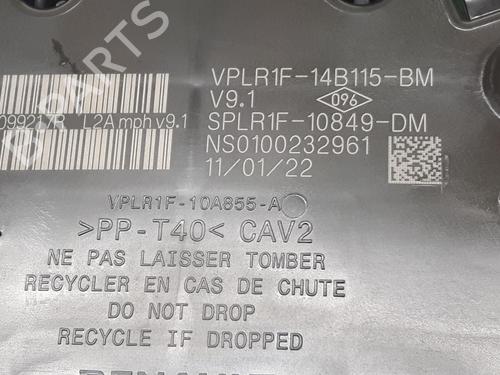 VPLR1F-14B115-BM
V9.1 096
SPLR1F-10849-DM
099217R L2A mph v9.1
NS0100232961
11/01/22
VPLR1F-10A855-A
>PP-T40< CAV2
NE PAS LAISSER TOMBER
RECYCLER EN CAS DE CHUTE
DO NOT DROP
RECYCLE IF DROPPED